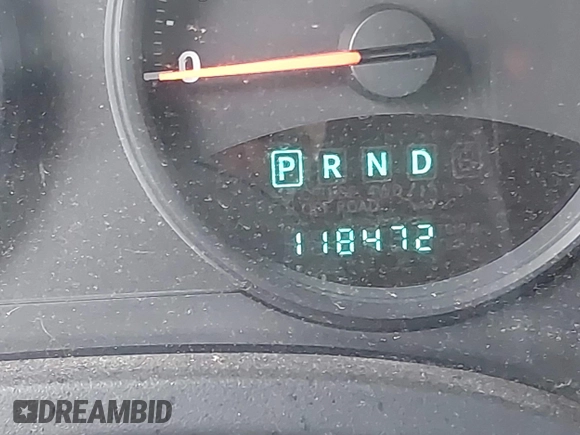 0
P R N D
118472
DREAMBID